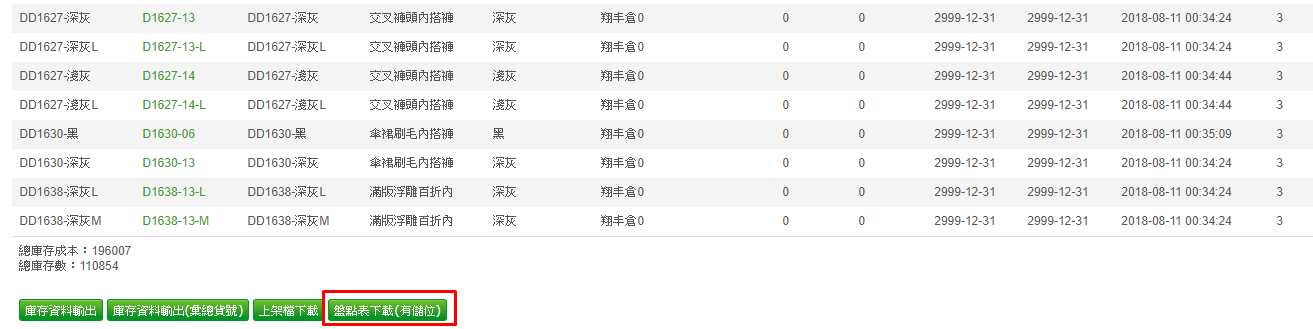 DD1627-深灰 D1627-13 DD1627-深灰 交叉褲頭內搭褲 深灰 翔丰倉0 0 0 2999-12-31 2999-12-31 2018-08-11 00:34:24 3
DD1627-深灰L D1627-13-L DD1627-深灰L 交叉褲頭內搭褲 深灰 翔丰倉0 0 0 2999-12-31 2999-12-31 2018-08-11 00:34:24 3
DD1627-淺灰 D1627-14 DD1627-淺灰 交叉褲頭內搭褲 淺灰 翔丰倉0 0 0 2999-12-31 2999-12-31 2018-08-11 00:34:44 3
DD1627-淺灰L D1627-14-L DD1627-淺灰L 交叉褲頭內搭褲 淺灰 翔丰倉0 0 0 2999-12-31 2999-12-31 2018-08-11 00:34:44 3
DD1630-黑 D1630-06 DD1630-黑 傘裙刷毛內搭褲 黑 翔丰倉0 0 0 2999-12-31 2999-12-31 2018-08-11 00:35:09 3
DD1630-深灰 D1630-13 DD1630-深灰 傘裙刷毛內搭褲 深灰 翔丰倉0 0 0 2999-12-31 2999-12-31 2018-08-11 00:34:24 3
DD1638-深灰L D1638-13-L DD1638-深灰L 滿版浮雕百折內 深灰 翔丰倉0 0 0 2999-12-31 2999-12-31 2018-08-11 00:34:24 3
DD1638-深灰M D1638-13-M DD1638-深灰M 滿版浮雕百折內 深灰 翔丰倉0 0 0 2999-12-31 2999-12-31 2018-08-11 00:34:24 3
總庫存成本：196007
總庫存數：110854
庫存資料輸出 庫存資料輸出(彙總貨號) 上架檔下載 盤點表下載(有儲位)